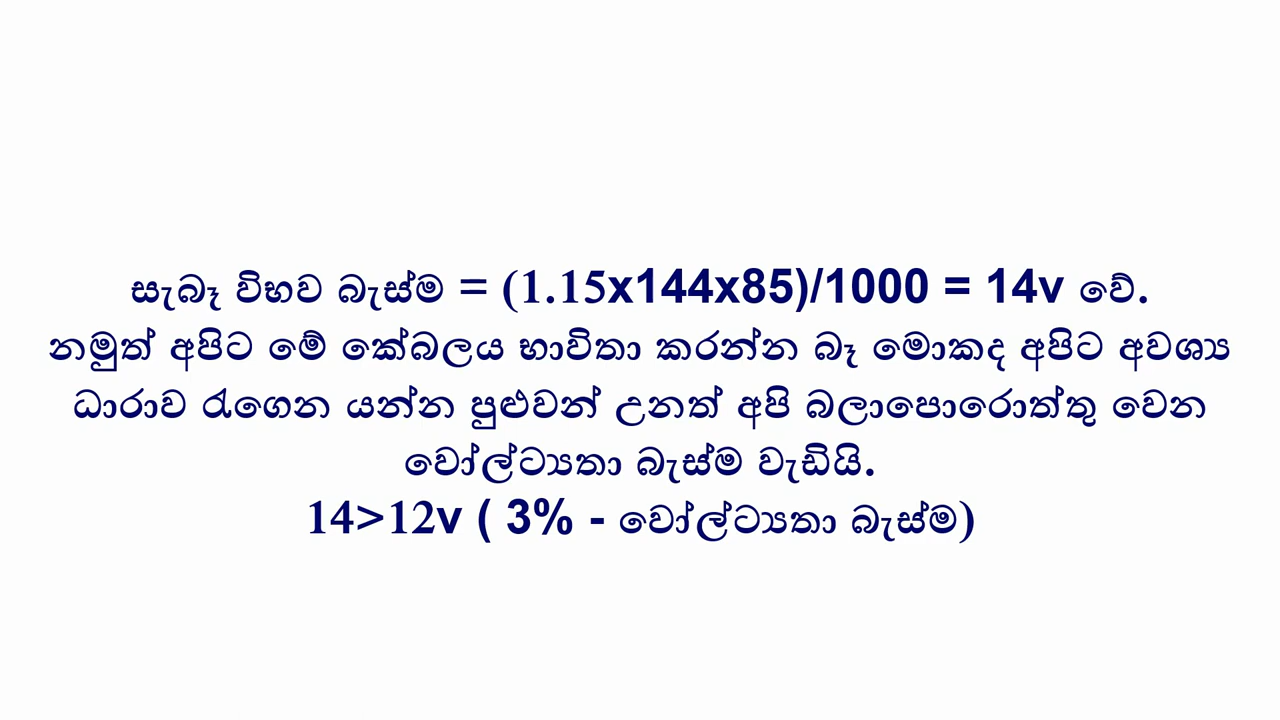 සැබෑ විභව බැස්ම = (1.15x144x85)/1000 = 14v වේ.
නමුත් අපිට මේ කේබලය භාවිතා කරන්න බෑ මොකද අපිට අවශ්‍ය
ධාරාව රැගෙන යන්න පුළුවන් උනත් අපි බලාපොරොත්තු වෙන
වෝල්ට්‍යතා බැස්ම වැඩියි.
14>12v ( 3% - වෝල්ට්‍යතා බැස්ම)